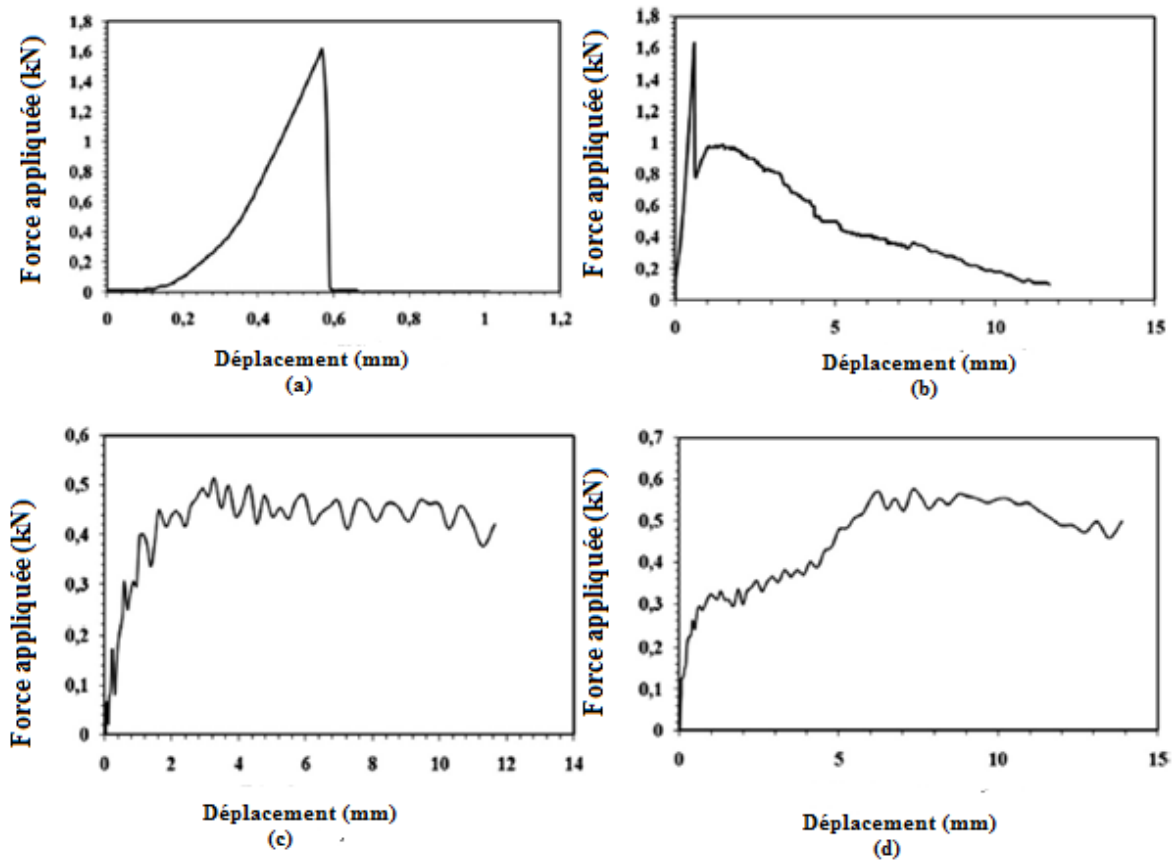 Force appliquée (kN)
1,8
1,6
1,4
1,2
1
0,8
0,6
0,4
0,2
0
0 0,2 0,4 0,6 0,8 1 1,2
Déplacement (mm)
(a)
Force appliquée (kN)
1,8
1,6
1,4
1,2
1
0,8
0,6
0,4
0,2
0
0 5 10 15
Déplacement (mm)
(b)
Force appliquée (kN)
0,6
0,5
0,4
0,3
0,2
0,1
0
0 2 4 6 8 10 12 14
Déplacement (mm)
(c)
Force appliquée (kN)
0,7
0,6
0,5
0,4
0,3
0,2
0,1
0
0 5 10 15
Déplacement (mm)
(d)